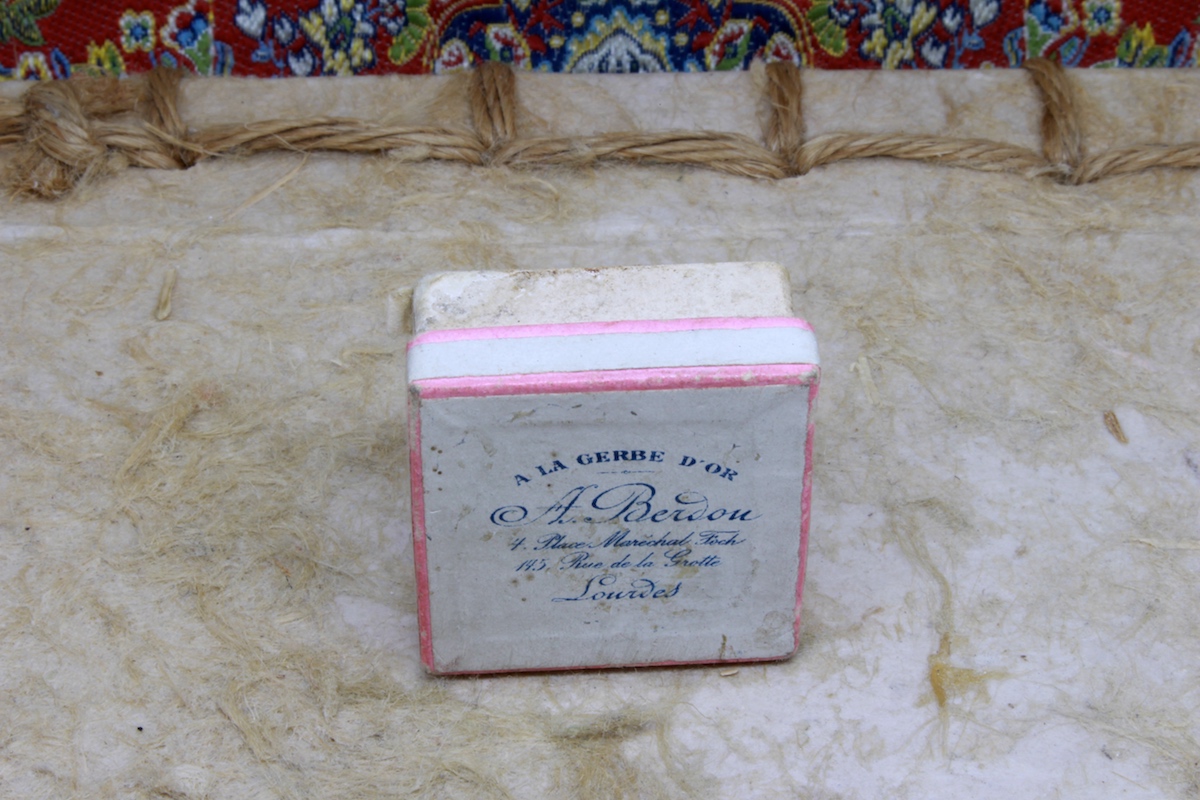 A LA GERBE D'OR
A. Berdou
4, Place Maréchal Foch
145, Rue de la Grotte
Lourdes